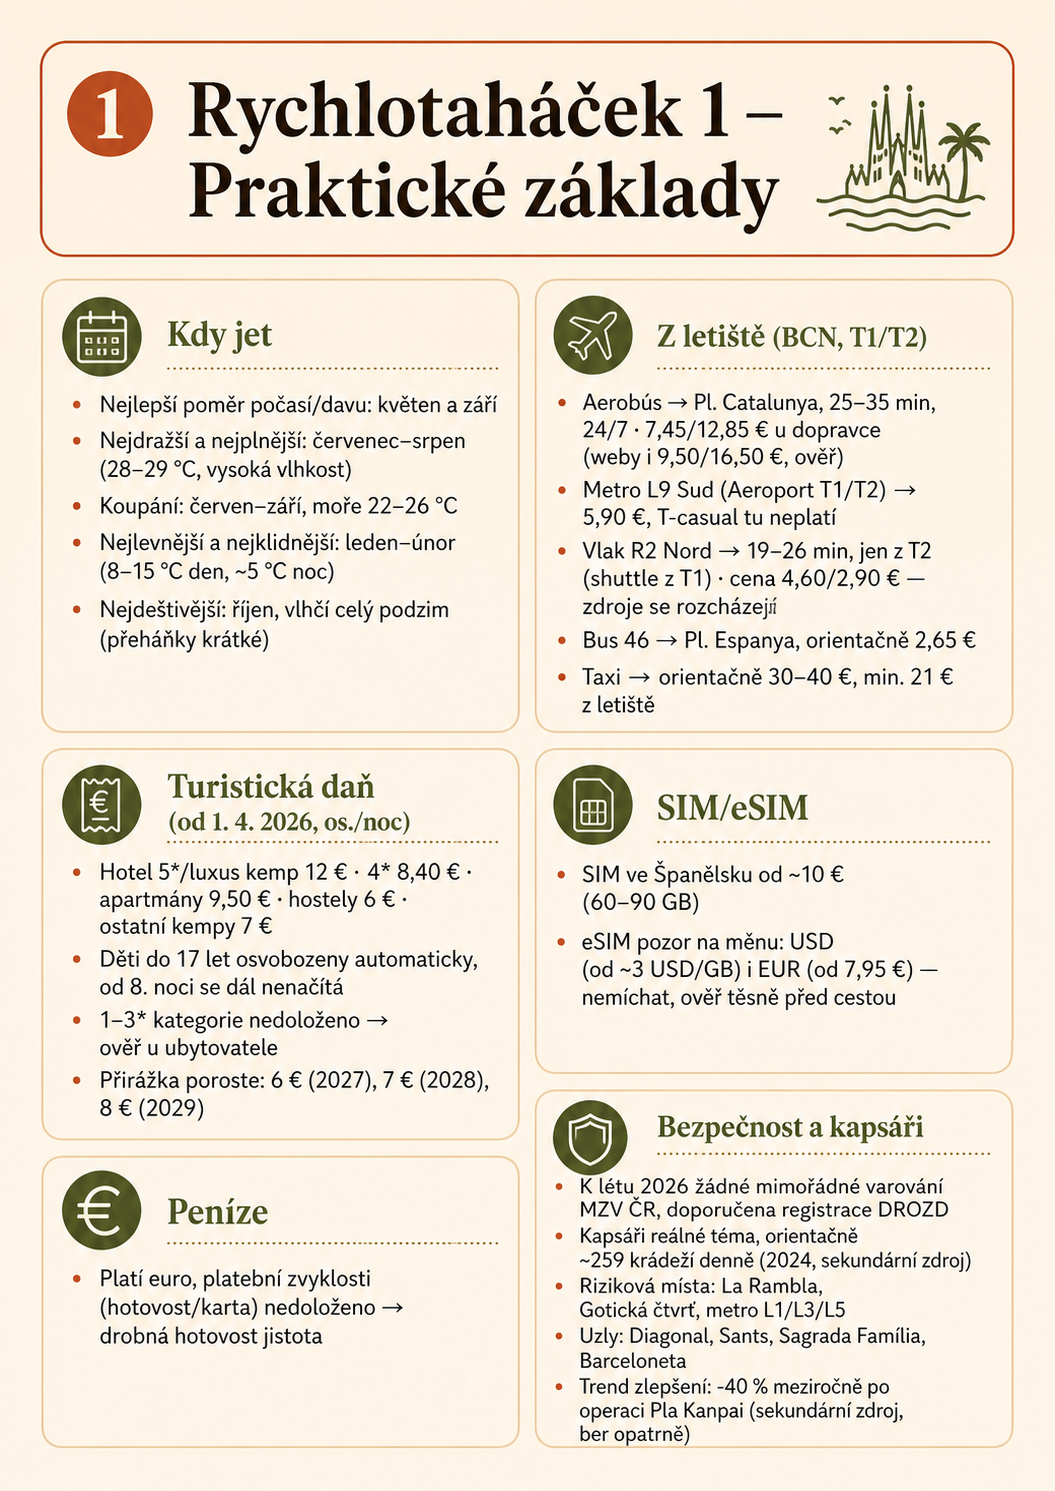 1
Rychlotaháček 1 –
Praktické základy
Kdy jet
• Nejlepší poměr počasí/davu: květen a září
• Nejdražší a nejplnější: červenec–srpen
(28–29 °C, vysoká vlhkost)
• Koupání: červen–září, moře 22–26 °C
• Nejlevnější a nejklidnější: leden–únor
(8–15 °C den, ~5 °C noc)
• Nejdeštivější: říjen, vlhčí celý podzim
(přeháňky krátké)
Z letiště (BCN, T1/T2)
• Aerobús → Pl. Catalunya, 25–35 min,
24/7 · 7,45/12,85 € u dopravce
(weby i 9,50/16,50 €, ověř)
• Metro L9 Sud (Aeroport T1/T2) →
5,90 €, T-casual tu neplatí
• Vlak R2 Nord → 19–26 min, jen z T2
(shuttle z T1) · cena 4,60/2,90 € —
zdroje se rozcházejí
• Bus 46 → Pl. Espanya, orientačně 2,65 €
• Taxi → orientačně 30–40 €, min. 21 €
z letiště
Turistická daň
(od 1. 4. 2026, os./noc)
• Hotel 5*/luxus kemp 12 € · 4* 8,40 € ·
apartmány 9,50 € · hostely 6 € ·
ostatní kempy 7 €
• Děti do 17 let osvobozeny automaticky,
od 8. noci se dál nenačítá
• 1–3* kategorie nedoloženo →
ověř u ubytovatele
• Přirážka poroste: 6 € (2027), 7 € (2028),
8 € (2029)
SIM/eSIM
• SIM ve Španělsku od ~10 €
(60–90 GB)
• eSIM pozor na měnu: USD
(od ~3 USD/GB) i EUR (od 7,95 €) —
nemíchat, ověř těsně před cestou
Peníze
• Platí euro, platební zvyklosti
(hotovost/karta) nedoloženo →
drobná hotovost jistota
Bezpečnost a kapsáři
• K létu 2026 žádné mimořádné varování
MZV ČR, doporučena registrace DROZD
• Kapsáři reálné téma, orientačně
~259 krádeží denně (2024, sekundární zdroj)
• Riziková místa: La Rambla,
Gotická čtvrť, metro L1/L3/L5
• Uzly: Diagonal, Sants, Sagrada Família,
Barceloneta
• Trend zlepšení: -40 % meziročně po
operaci Pla Kanpai (sekundární zdroj,
ber opatrně)